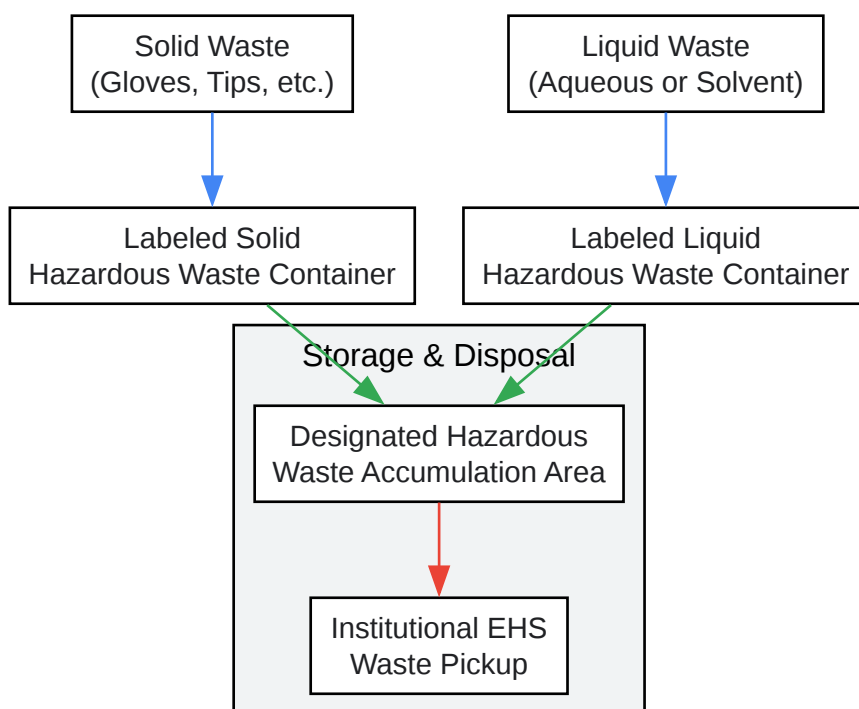 Solid Waste
(Gloves, Tips, etc.)
Liquid Waste
(Aqueous or Solvent)
Labeled Solid
Hazardous Waste Container
Labeled Liquid
Hazardous Waste Container
Storage & Disposal
Designated Hazardous
Waste Accumulation Area
Institutional EHS
Waste Pickup